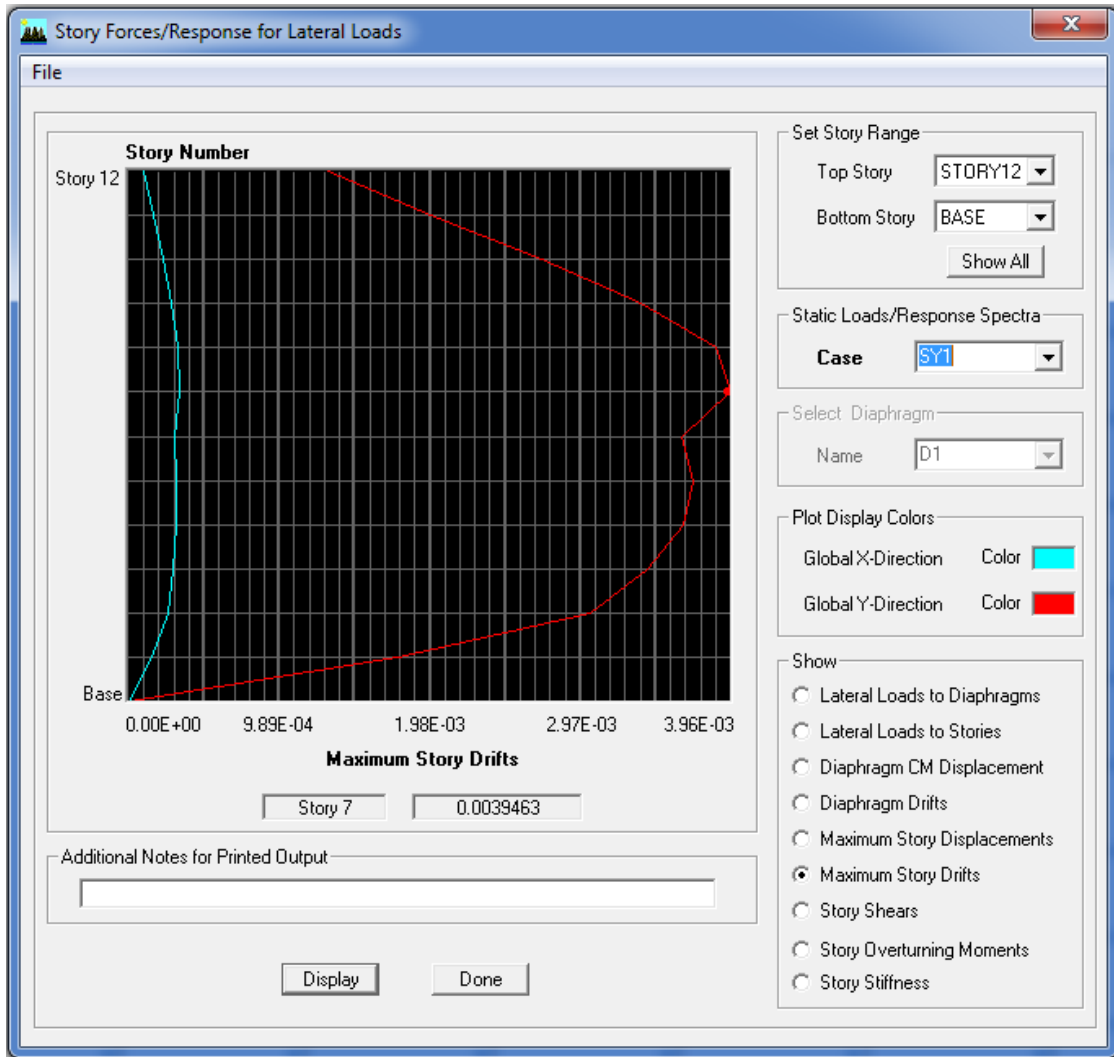 Story Forces/Response for Lateral Loads
File
Story Number
Story 12
Base
0.00E+00 9.89E-04 1.98E-03 2.97E-03 3.96E-03
Maximum Story Drifts
Story 7 0.0039463
Additional Notes for Printed Output
Display Done
Set Story Range
Top Story STORY12
Bottom Story BASE
Show All
Static Loads/Response Spectra
Case SY1
Select Diaphragm
Name D1
Plot Display Colors
Global X-Direction Color
Global Y-Direction Color
Show
Lateral Loads to Diaphragms
Lateral Loads to Stories
Diaphragm CM Displacement
Diaphragm Drifts
Maximum Story Displacements
Maximum Story Drifts
Story Shears
Story Overturning Moments
Story Stiffness